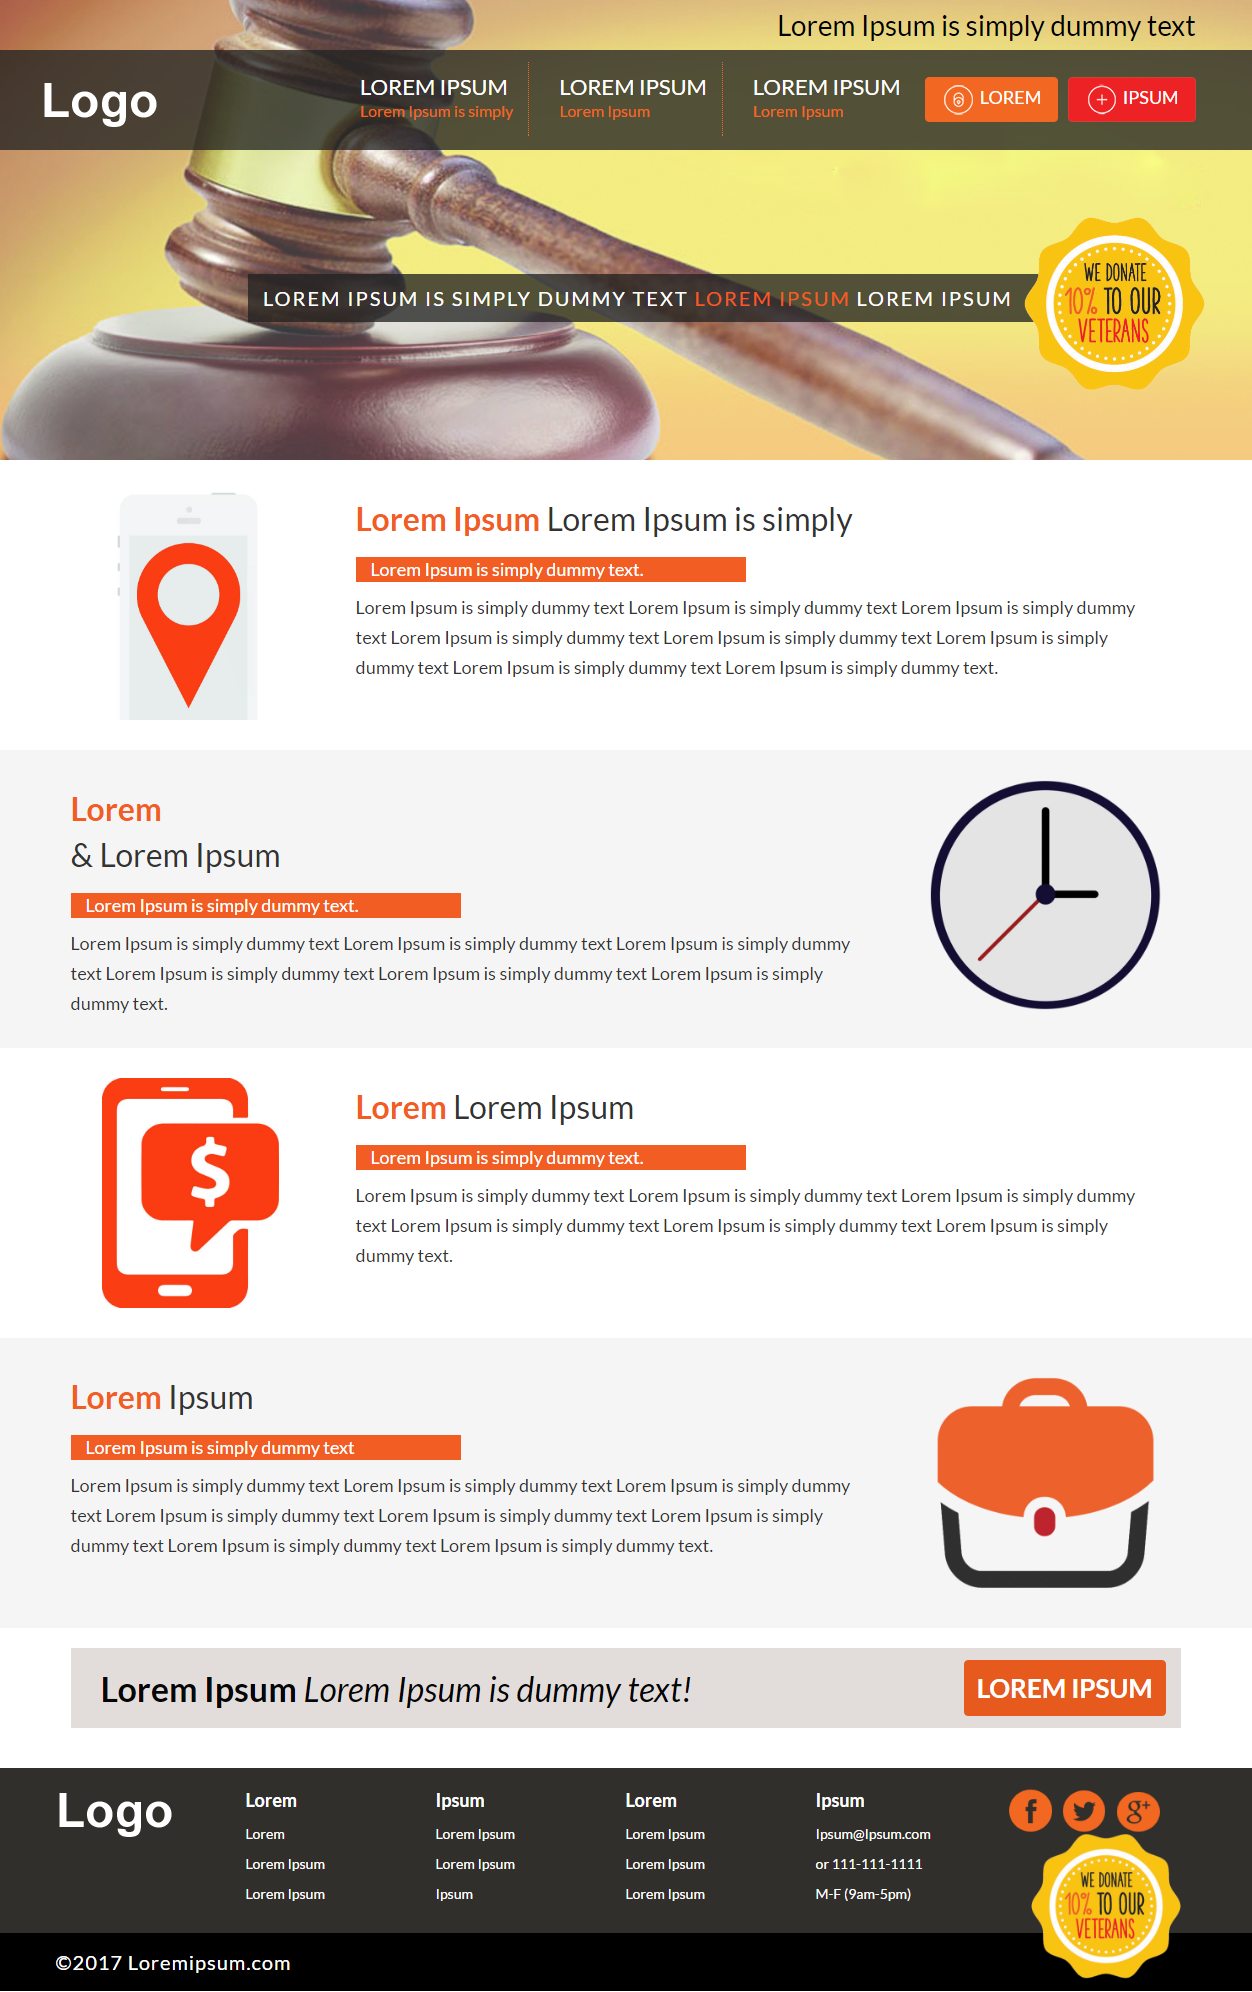 Lorem Ipsum is simply dummy text
Logo
LOREM IPSUM
Lorem Ipsum is simply
LOREM IPSUM
Lorem Ipsum
LOREM IPSUM
Lorem Ipsum
LOREM
IPSUM
WE DONATE
10% TO OUR
VETERANS
LOREM IPSUM IS SIMPLY DUMMY TEXT LOREM IPSUM LOREM IPSUM
Lorem Ipsum Lorem Ipsum is simply
Lorem Ipsum is simply dummy text.
Lorem Ipsum is simply dummy text Lorem Ipsum is simply dummy text Lorem Ipsum is simply dummy
text Lorem Ipsum is simply dummy text Lorem Ipsum is simply dummy text Lorem Ipsum is simply
dummy text Lorem Ipsum is simply dummy text Lorem Ipsum is simply dummy text.
Lorem
& Lorem Ipsum
Lorem Ipsum is simply dummy text.
Lorem Ipsum is simply dummy text Lorem Ipsum is simply dummy text Lorem Ipsum is simply dummy
text Lorem Ipsum is simply dummy text Lorem Ipsum is simply dummy text Lorem Ipsum is simply
dummy text.
$
Lorem Lorem Ipsum
Lorem Ipsum is simply dummy text.
Lorem Ipsum is simply dummy text Lorem Ipsum is simply dummy text Lorem Ipsum is simply dummy
text Lorem Ipsum is simply dummy text Lorem Ipsum is simply dummy text Lorem Ipsum is simply
dummy text.
Lorem Ipsum
Lorem Ipsum is simply dummy text
Lorem Ipsum is simply dummy text Lorem Ipsum is simply dummy text Lorem Ipsum is simply dummy
text Lorem Ipsum is simply dummy text Lorem Ipsum is simply dummy text Lorem Ipsum is simply
dummy text Lorem Ipsum is simply dummy text Lorem Ipsum is simply dummy text.
Lorem Ipsum Lorem Ipsum is dummy text!
LOREM IPSUM
Logo
Lorem
Lorem
Lorem Ipsum
Lorem Ipsum
Ipsum
Lorem Ipsum
Lorem Ipsum
Ipsum
Lorem
Lorem Ipsum
Lorem Ipsum
Lorem Ipsum
Ipsum
Ipsum@Ipsum.com
or 111-111-1111
M-F (9am-5pm)
f
g+
WE DONATE
10% TO OUR
VETERANS
©2017 Loremipsum.com